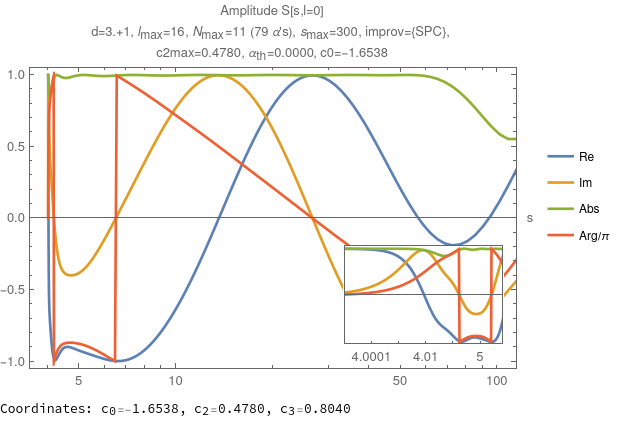 Amplitude S[s,l=0]
d=3.+1, lmax=16, Nmax=11 (79 α's), smax=300, improv={SPC},
c2max=0.4780, αth=0.0000, c0=-1.6538
1.0
0.5
0.0
-0.5
-1.0
5
10
50
100
s
Re
Im
Abs
Arg/π
4.0001
4.01
5
Coordinates: c0=-1.6538, c2=0.4780, c3=0.8040